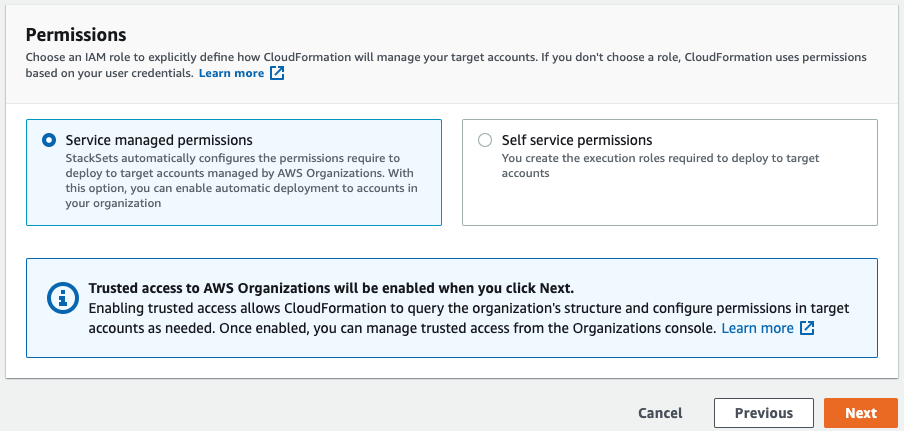 Permissions
Choose an IAM role to explicitly define how CloudFormation will manage your target accounts. If you don't choose a role, CloudFormation uses permissions
based on your user credentials. Learn more
Service managed permissions
StackSets automatically configures the permissions require to
deploy to target accounts managed by AWS Organizations. With
this option, you can enable automatic deployment to accounts in
your organization
Self service permissions
You create the execution roles required to deploy to target
accounts
Trusted access to AWS Organizations will be enabled when you click Next.
Enabling trusted access allows CloudFormation to query the organization's structure and configure permissions in target
accounts as needed. Once enabled, you can manage trusted access from the Organizations console. Learn more
Cancel
Previous
Next